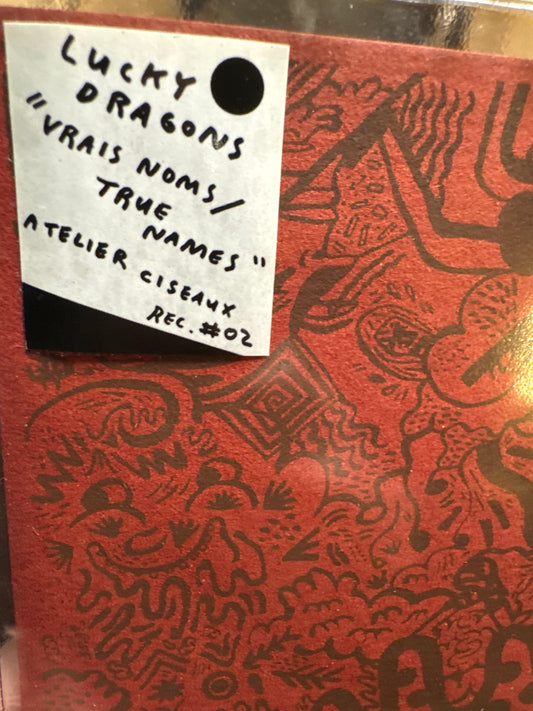 LUCKY
DRAGONS
"VRAIS NOMS/
TRUE
NAMES"
ATELIER CISEAUX
REC. #02